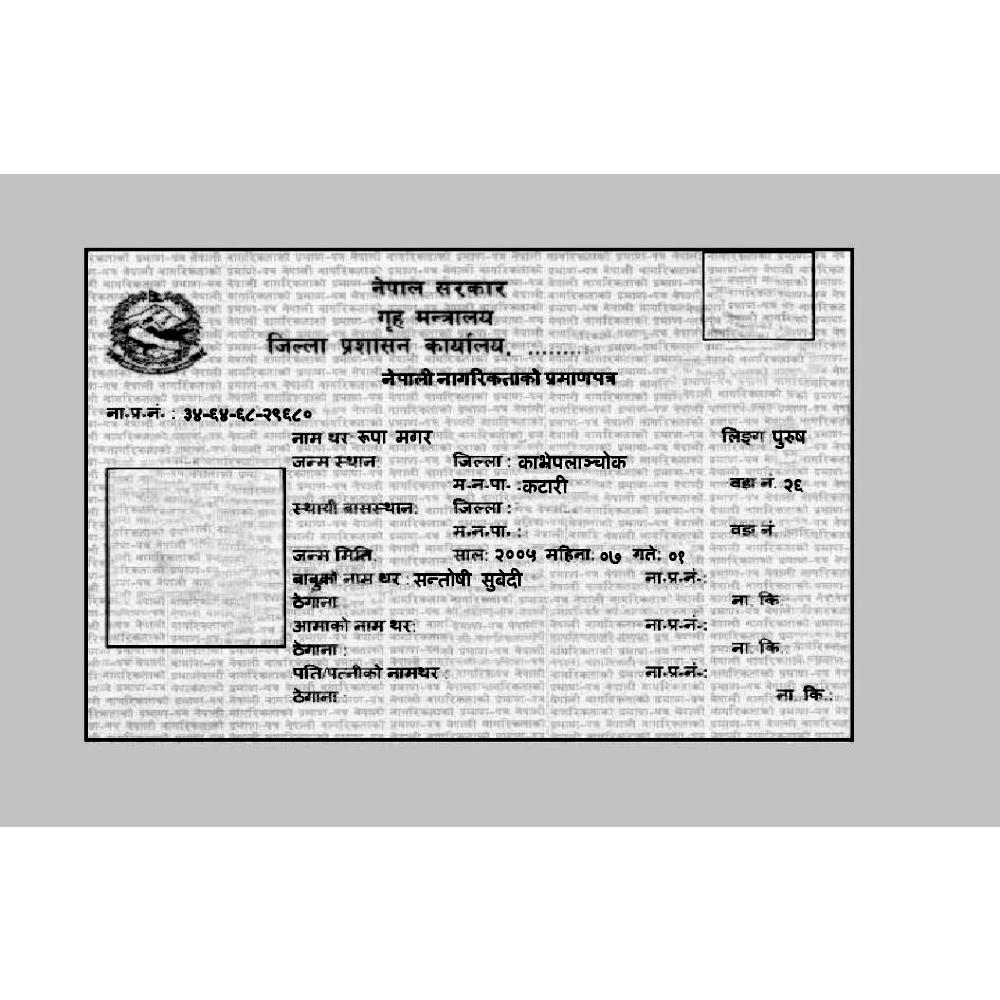 नेपाल सरकार
गृह मन्त्रालय
जिल्ला प्रशासन कार्यालय, .........
नेपाली नागरिकताको प्रमाणपत्र
ना.प्र.नं. : ३४-६४-६८-२९६८०
नाम थर: रूपा मगर लिङ्ग: पुरुष
जन्म स्थान: जिल्ला : काभ्रेपलाञ्चोक
म.न.पा. : कटारी वडा नं. २६
स्थायी बासस्थान: जिल्ला :
म.न.पा. : वडा नं.
जन्म मिति: साल: २००५ महिना: ०७ गते: ०१
बाबुको नाम थर : सन्तोषी सुबेदी ना.प्र.नं.:
ठेगाना: ना. कि.:
आमाको नाम थर: ना.प्र.नं.:
ठेगाना : ना. कि.:
पति/पत्नीको नामथर : ना.प्र.नं.:
ठेगाना: ना. कि.: